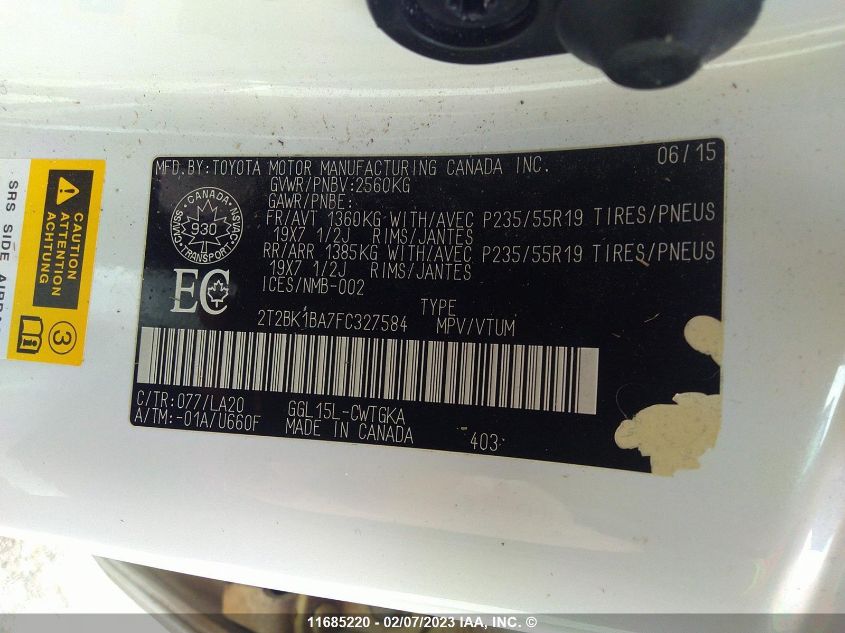 MFD.BY:TOYOTA MOTOR MANUFACTURING CANADA INC. 06/15
GVWR/PNBV:2560KG
GAWR/PNBE:
FR/AVT 1360KG WITH/AVEC P235/55R19 TIRES/PNEUS
19X7 1/2J RIMS/JANTES
RR/ARR 1385KG WITH/AVEC P235/55R19 TIRES/PNEUS
19X7 1/2J RIMS/JANTES
ICES/NMB-002
CANADA
CMVSS NSVAC
930
TRANSPORT
EC
TYPE
2T2BK1BA7FC327584 MPV/VTUM
C/TR:077/LA20 GGL15L-CWTGKA
A/TM:-01A/U660F MADE IN CANADA 403
CAUTION
ATTENTION
ACHTUNG
3
SRS SIDE
11685220 - 02/07/2023 IAA, Inc.